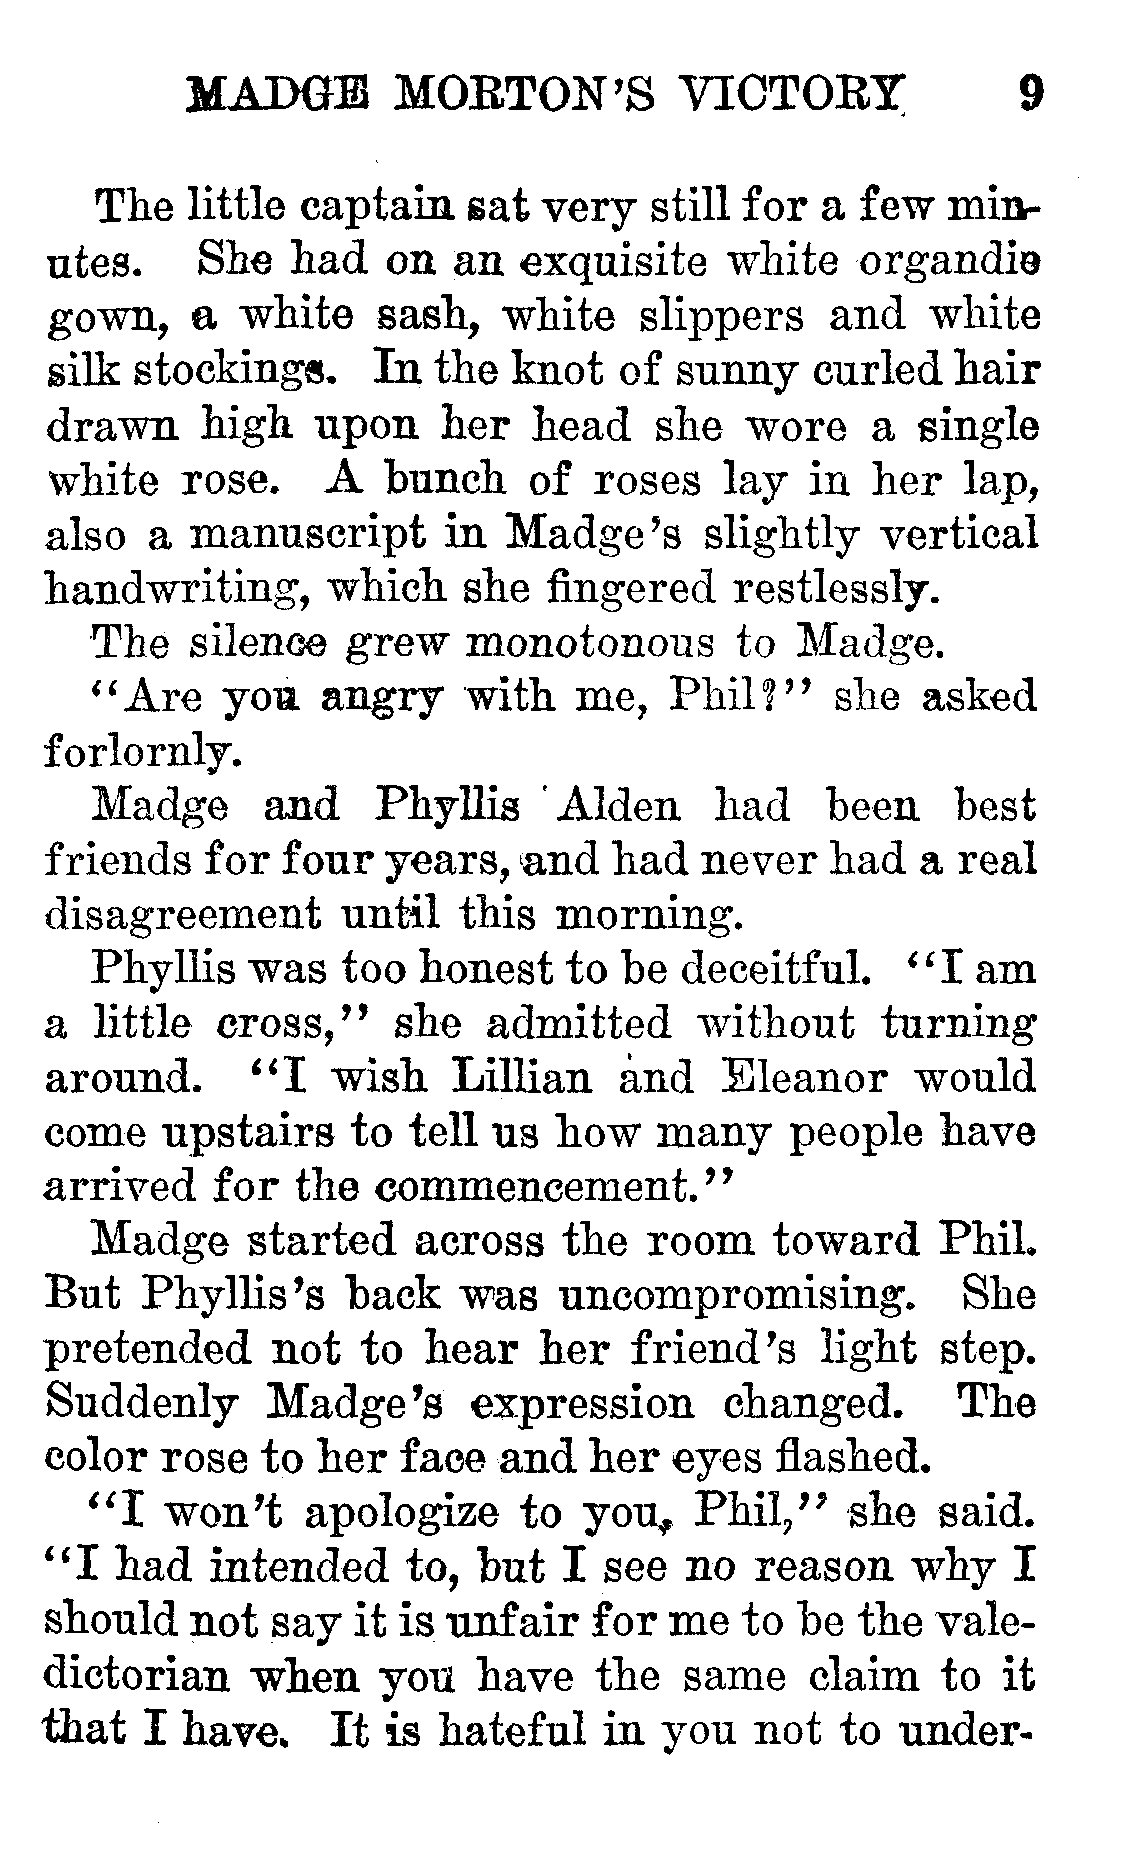 MADGE MORTON'S VICTORY 9
The little captain sat very still for a few min-
utes. She had on an exquisite white organdie
gown, a white sash, white slippers and white
silk stockings. In the knot of sunny curled hair
drawn high upon her head she wore a single
white rose. A bunch of roses lay in her lap,
also a manuscript in Madge's slightly vertical
handwriting, which she fingered restlessly.
The silence grew monotonous to Madge.
"Are you angry with me, Phil?" she asked
forlornly.
Madge and Phyllis Alden had been best
friends for four years, and had never had a real
disagreement until this morning.
Phyllis was too honest to be deceitful. "I am
a little cross," she admitted without turning
around. "I wish Lillian and Eleanor would
come upstairs to tell us how many people have
arrived for the commencement."
Madge started across the room toward Phil.
But Phyllis's back was uncompromising. She
pretended not to hear her friend's light step.
Suddenly Madge's expression changed. The
color rose to her face and her eyes flashed.
"I won't apologize to you, Phil," she said.
"I had intended to, but I see no reason why I
should not say it is unfair for me to be the vale-
dictorian when you have the same claim to it
that I have. It is hateful in you not to under-